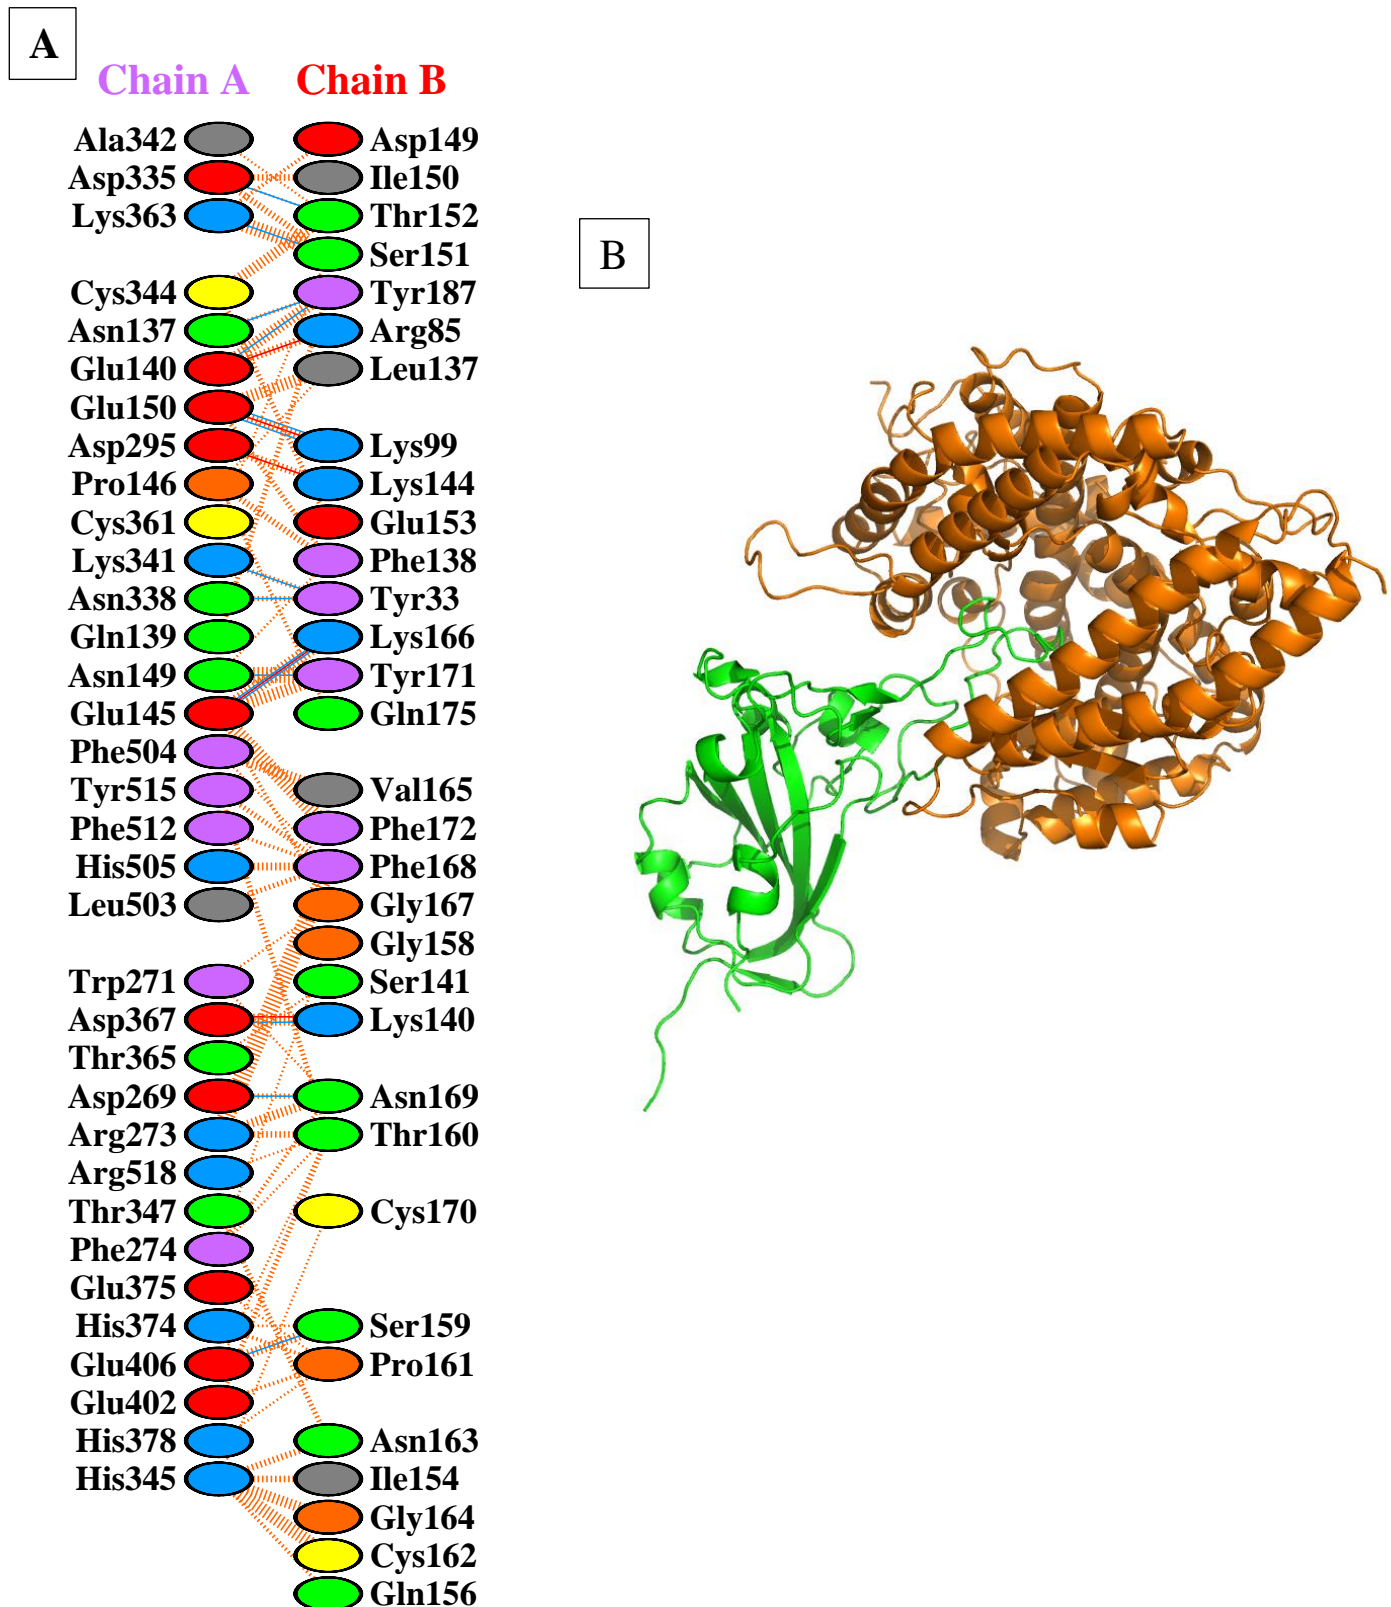 A
Chain A Chain B
Ala342 Asp149
Asp335 Ile150
Lys363 Thr152
Ser151
Cys344 Tyr187
Asn137 Arg85
Glu140 Leu137
Glu150
Asp295 Lys99
Pro146 Lys144
Cys361 Glu153
Lys341 Phe138
Asn338 Tyr33
Gln139 Lys166
Asn149 Tyr171
Glu145 Gln175
Phe504
Tyr515 Val165
Phe512 Phe172
His505 Phe168
Leu503 Gly167
Gly158
Trp271 Ser141
Asp367 Lys140
Thr365
Asp269 Asn169
Arg273 Thr160
Arg518
Thr347 Cys170
Phe274
Glu375
His374 Ser159
Glu406 Pro161
Glu402
His378 Asn163
His345 Ile154
Gly164
Cys162
Gln156
B